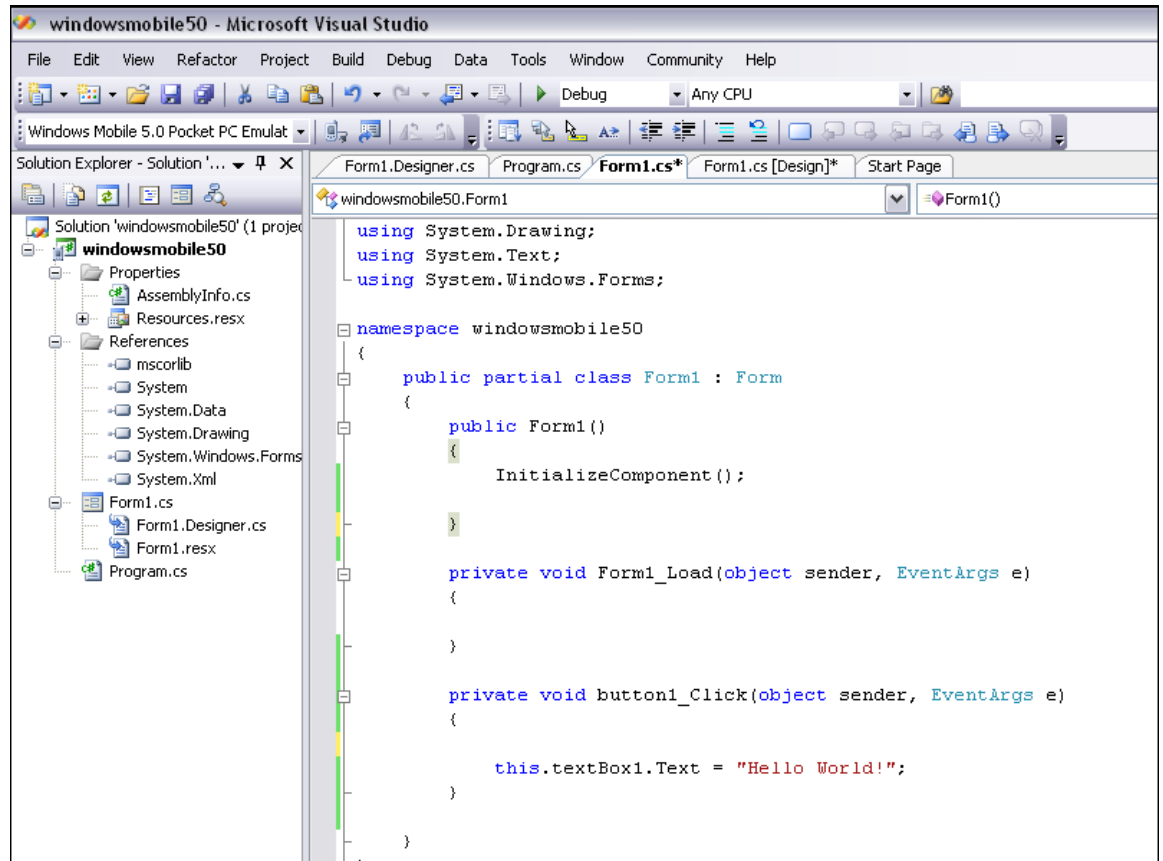 windowsmobile50 - Microsoft Visual Studio
File Edit View Refactor Project Build Debug Data Tools Window Community Help
Debug Any CPU
Windows Mobile 5.0 Pocket PC Emulat
Solution Explorer - Solution '...
Form1.Designer.cs Program.cs Form1.cs* Form1.cs [Design]* Start Page
windowsmobile50.Form1 Form1()
Solution 'windowsmobile50' (1 projec
windowsmobile50
Properties
AssemblyInfo.cs
Resources.resx
References
mscorlib
System
System.Data
System.Drawing
System.Windows.Forms
System.Xml
Form1.cs
Form1.Designer.cs
Form1.resx
Program.cs
using System.Drawing;
using System.Text;
using System.Windows.Forms;
namespace windowsmobile50
{
public partial class Form1 : Form
{
public Form1()
{
InitializeComponent();
}
private void Form1_Load(object sender, EventArgs e)
{
}
private void button1_Click(object sender, EventArgs e)
{
this.textBox1.Text = "Hello World!";
}
}